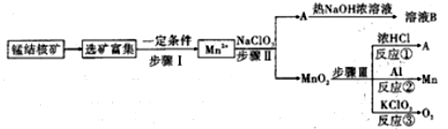 热NaOH浓溶液
A
溶液B
锰结核矿
选矿富集
一定条件
步骤Ⅰ
Mn²⁺
NaClO₃
步骤Ⅱ
MnO₂
步骤Ⅲ
浓HCl
反应①
A
Al
反应②
Mn
KClO₃
反应③
O₂